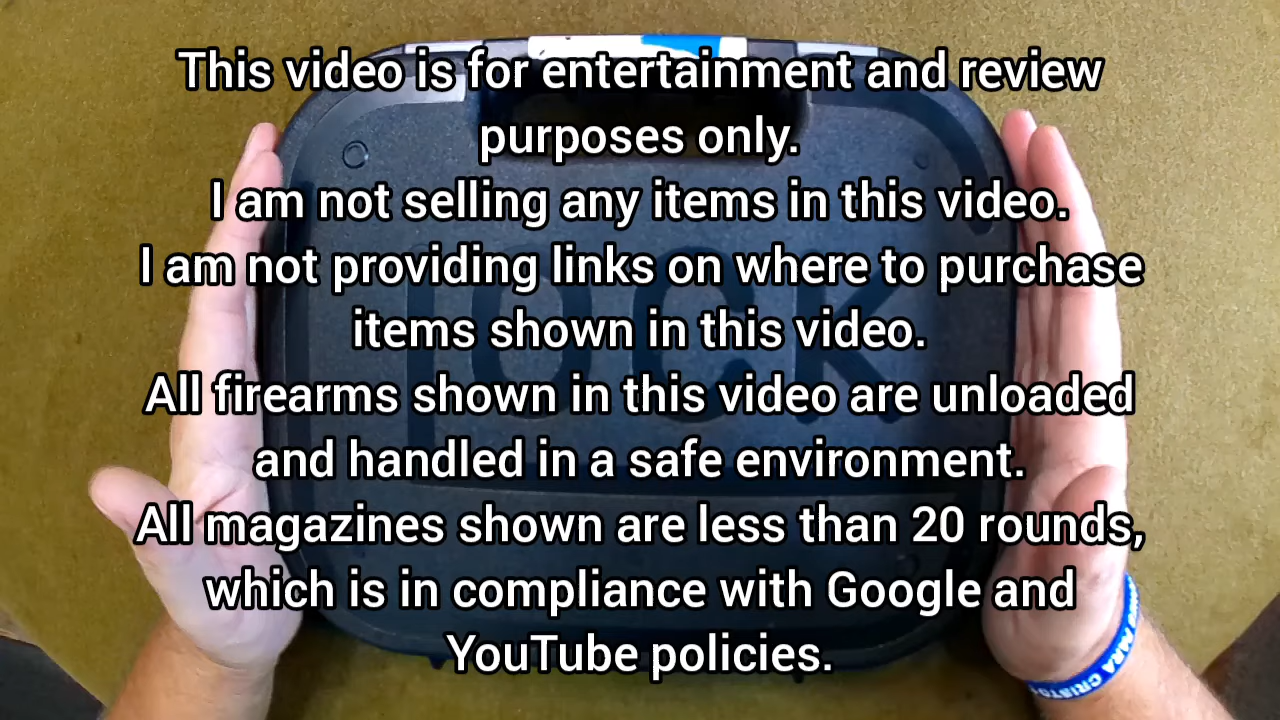 This video is for entertainment and review
purposes only.
I am not selling any items in this video.
I am not providing links on where to purchase
items shown in this video.
All firearms shown in this video are unloaded
and handled in a safe environment.
All magazines shown are less than 20 rounds,
which is in compliance with Google and
YouTube policies.
GLOCK
PARA CRISTO